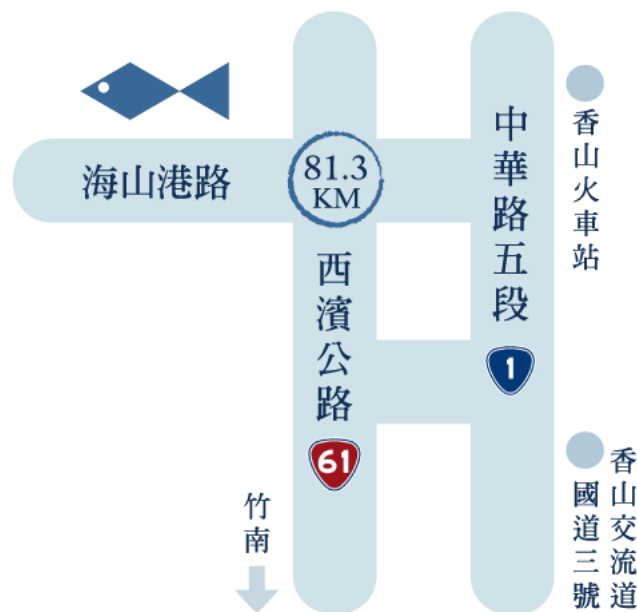 海山港路
81.3
KM
西濱公路
61
竹南
中華路五段
1
香山火車站
香山交流道
國道三號